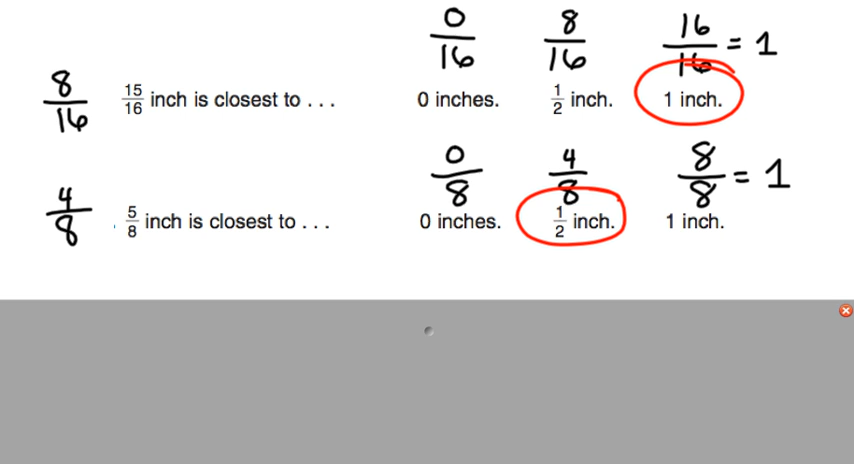 0/16 8/16 16/16 = 1
8/16 15/16 inch is closest to . . . 0 inches. 1/2 inch. 1 inch.
0/8 4/8 8/8 = 1
4/8 5/8 inch is closest to . . . 0 inches. 1/2 inch. 1 inch.